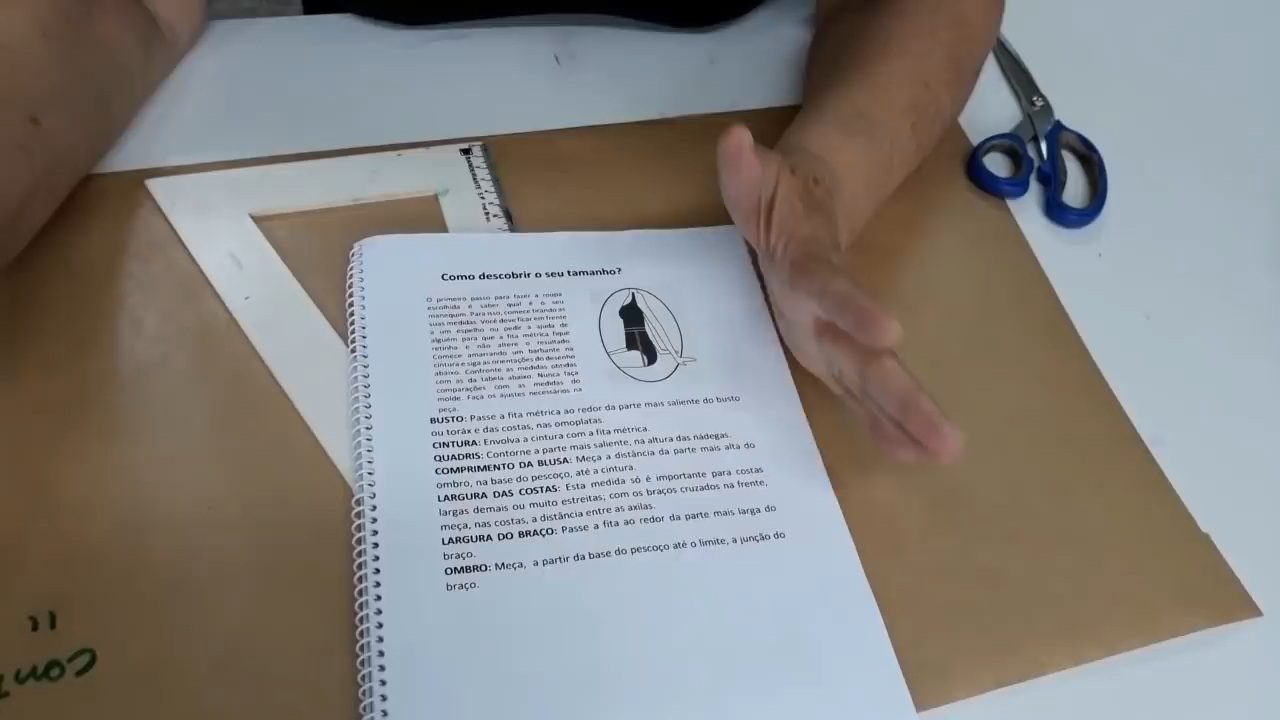 Como descobrir o seu tamanho?
O primeiro passo para fazer a roupa
escolhida é saber qual é o seu
manequim. Para isso, comece tirando as
suas medidas. Você deve ficar em frente
a um espelho ou pedir a ajuda de
alguém para que a fita métrica fique
retinha e não altere o resultado.
Comece amarrando um barbante na
cintura e siga as orientações do desenho
abaixo. Confronte as medidas obtidas
com as da tabela abaixo. Nunca faça
comparações com as medidas do
molde. Faça os ajustes necessários na
peça.
BUSTO: Passe a fita métrica ao redor da parte mais saliente do busto
ou toráx e das costas, nas omoplatas.
CINTURA: Envolva a cintura com a fita métrica.
QUADRIS: Contorne a parte mais saliente, na altura das nádegas.
COMPRIMENTO DA BLUSA: Meça a distância da parte mais alta do
ombro, na base do pescoço, até a cintura.
LARGURA DAS COSTAS: Esta medida só é importante para costas
largas demais ou muito estreitas; com os braços cruzados na frente,
meça, nas costas, a distância entre as axilas.
LARGURA DO BRAÇO: Passe a fita ao redor da parte mais larga do
braço.
OMBRO: Meça, a partir da base do pescoço até o limite, a junção do
braço.